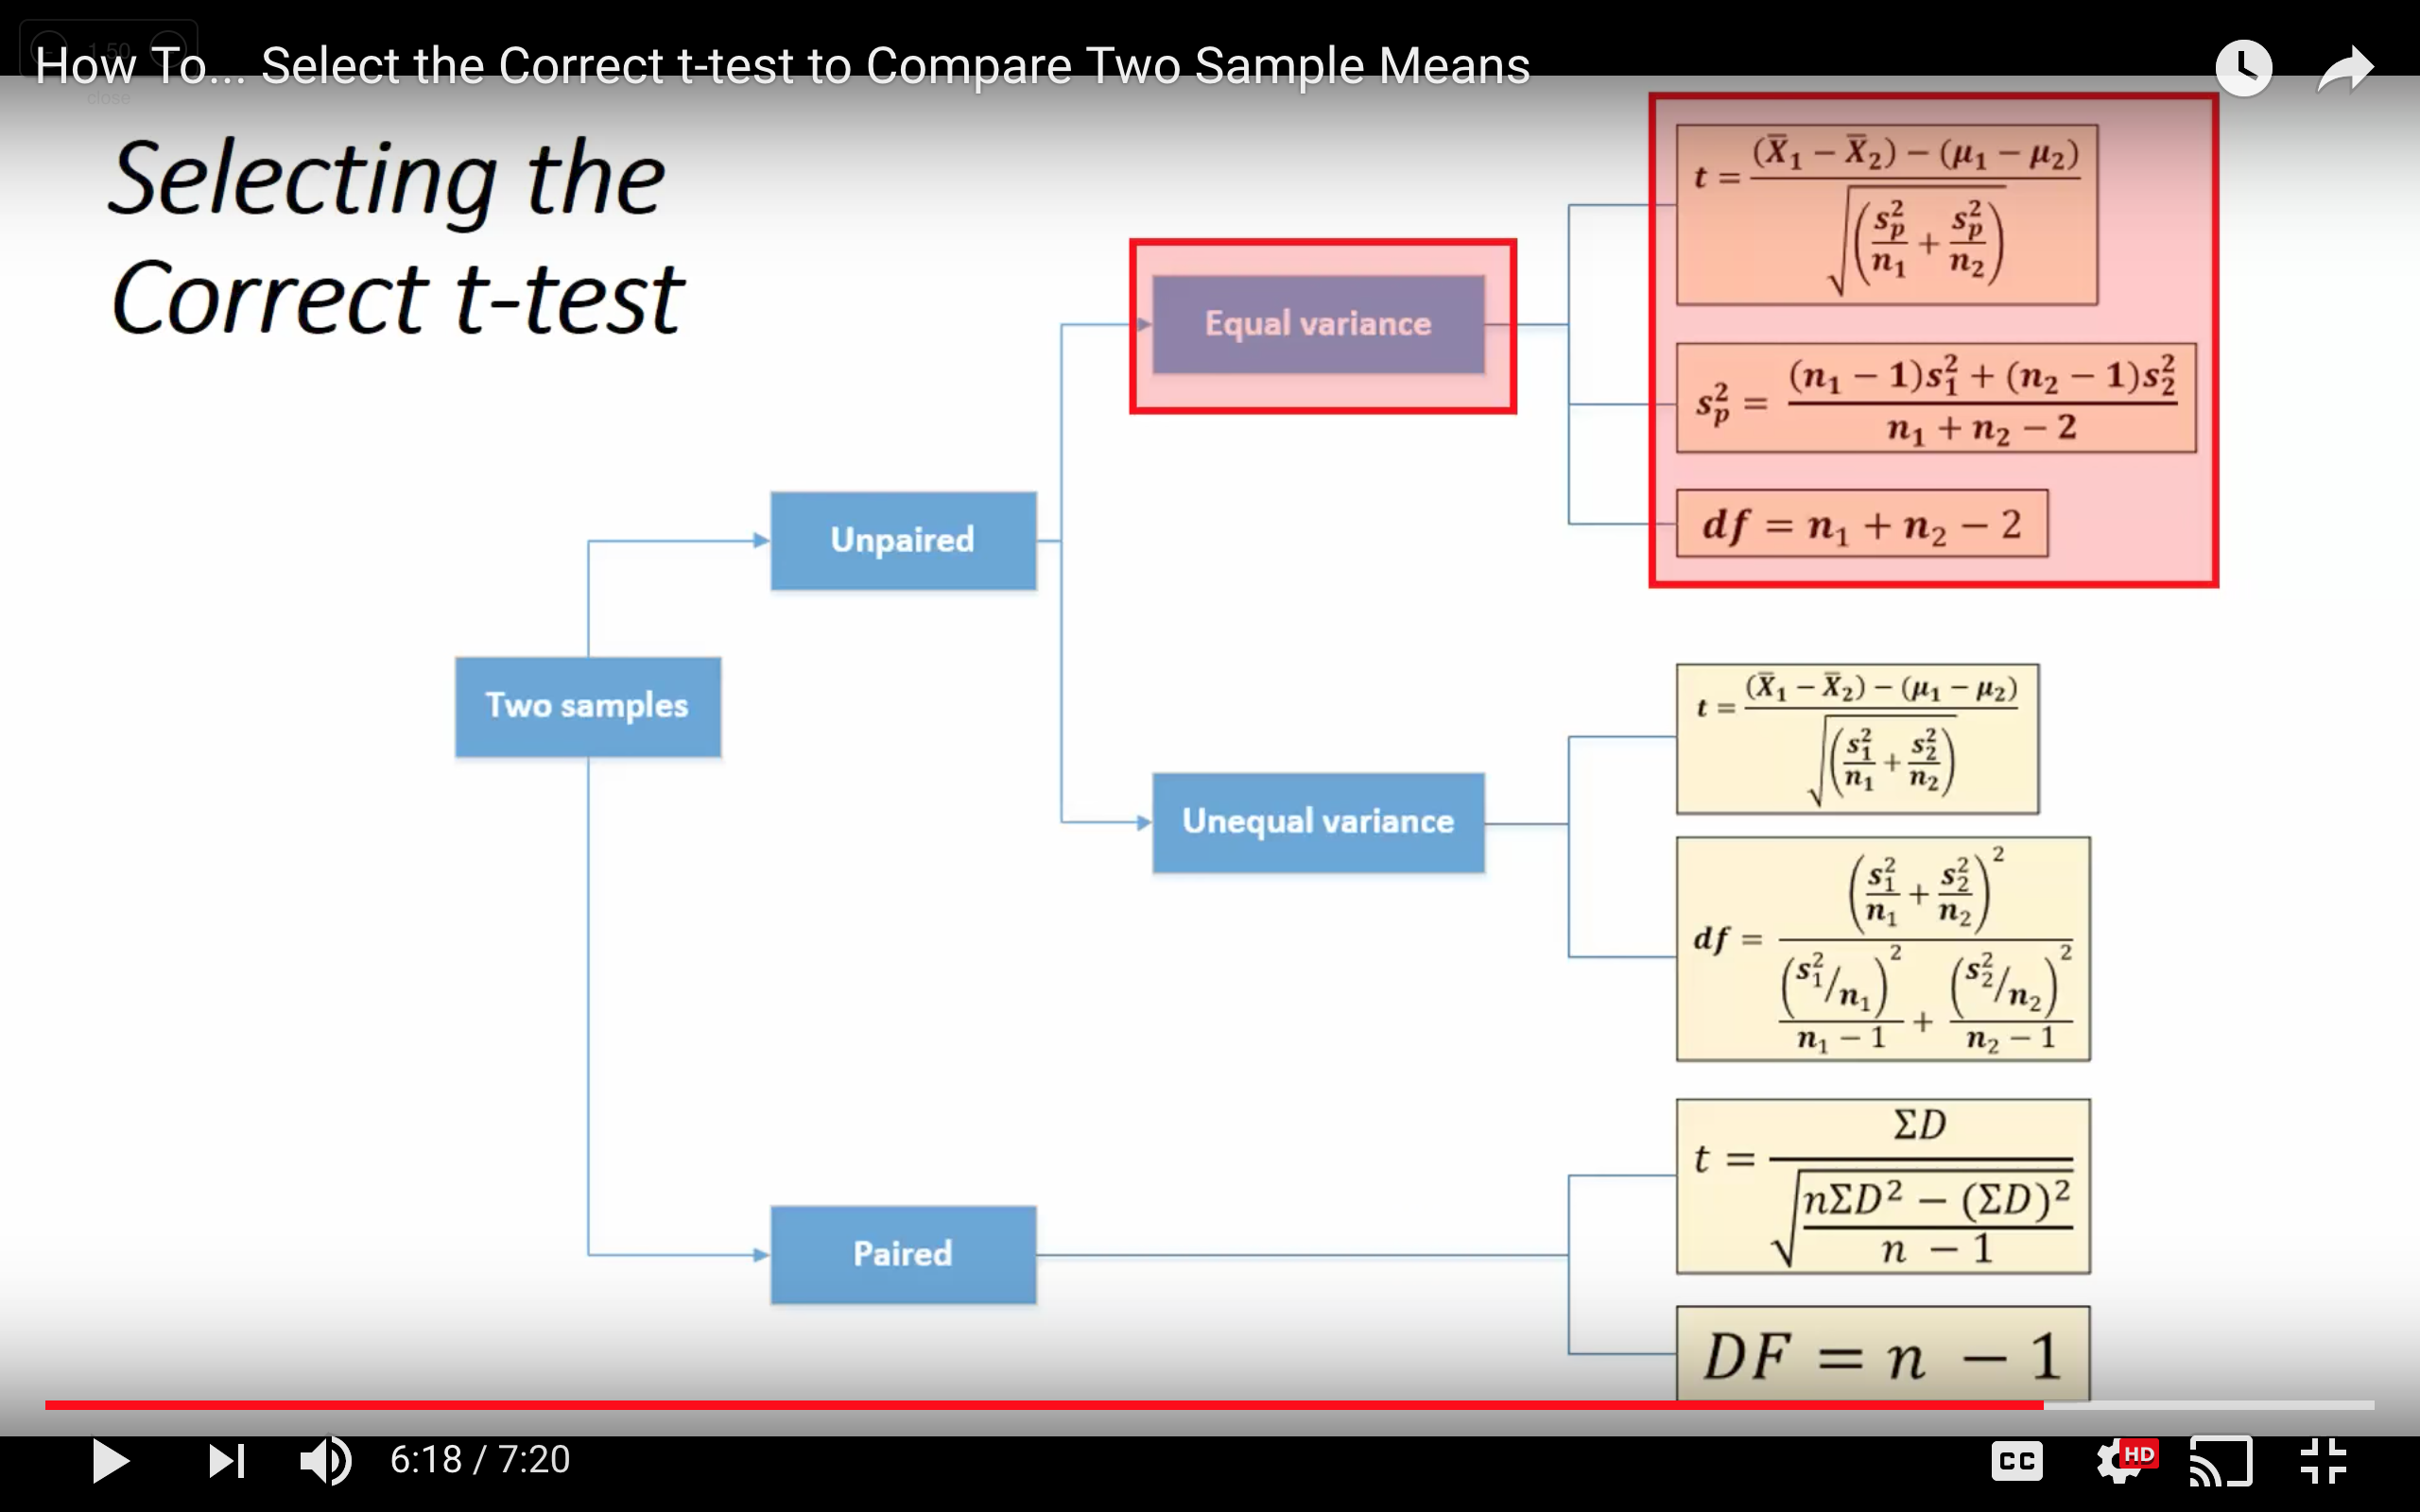 1.50
close
How To... Select the Correct t-test to Compare Two Sample Means
Selecting the
Correct t-test
Two samples
Unpaired
Paired
Equal variance
Unequal variance
t = (X̅₁ − X̅₂) − (μ₁ − μ₂) / √(s²ₚ/n₁ + s²ₚ/n₂)
s²ₚ = (n₁ − 1)s²₁ + (n₂ − 1)s²₂ / n₁ + n₂ − 2
df = n₁ + n₂ − 2
t = (X̅₁ − X̅₂) − (μ₁ − μ₂) / √(s²₁/n₁ + s²₂/n₂)
df = (s²₁/n₁ + s²₂/n₂)² / (s²₁/n₁)²/n₁ − 1 + (s²₂/n₂)²/n₂ − 1
t = ΣD / √(nΣD² − (ΣD)² / n − 1)
DF = n − 1
6:18 / 7:20
CC
HD